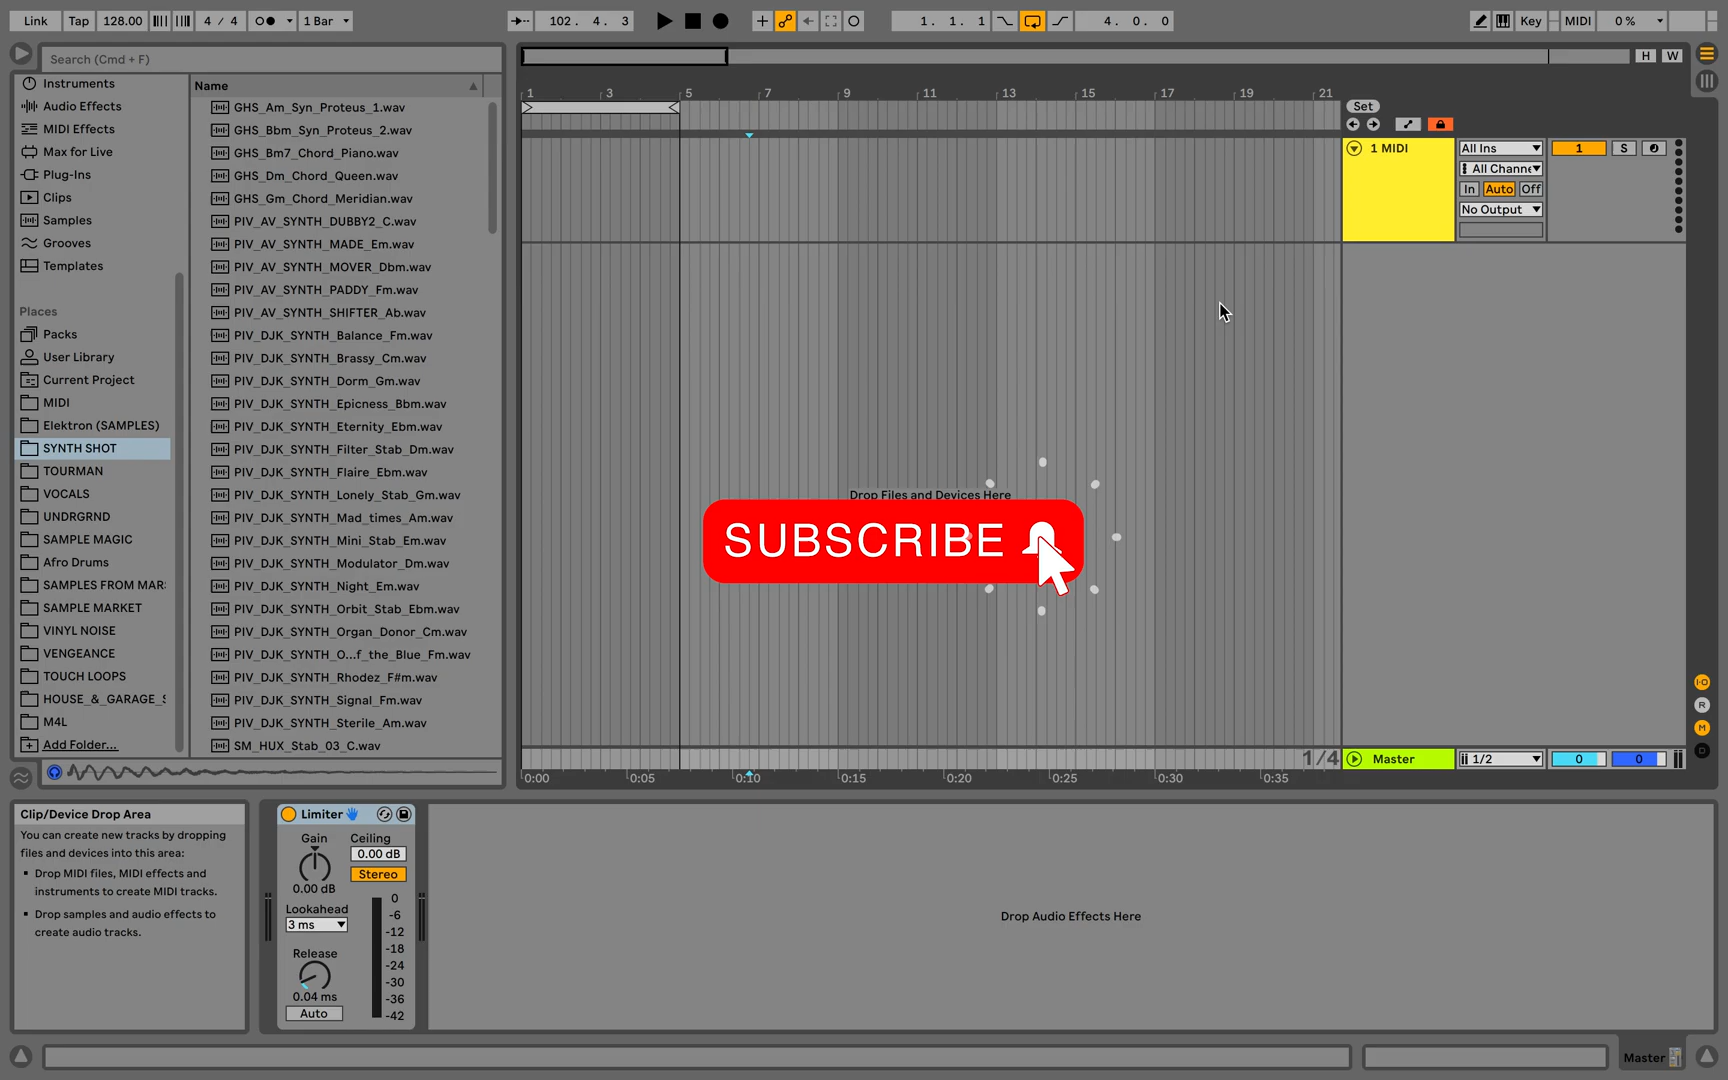 Link
Tap
128.00
4 / 4
1 Bar
102. 4. 3
1. 1. 1
4. 0. 0
Key
MIDI
0 %
Search (Cmd + F)
H
W
Instruments
Audio Effects
MIDI Effects
Max for Live
Plug-Ins
Clips
Samples
Grooves
Templates
Places
Packs
User Library
Current Project
MIDI
Elektron (SAMPLES)
SYNTH SHOT
TOURMAN
VOCALS
UNDRGRND
SAMPLE MAGIC
Afro Drums
SAMPLES FROM MAR
SAMPLE MARKET
VINYL NOISE
VENGEANCE
TOUCH LOOPS
HOUSE_&_GARAGE_S
M4L
Add Folder...
Name
GHS_Am_Syn_Proteus_1.wav
GHS_Bbm_Syn_Proteus_2.wav
GHS_Bm7_Chord_Piano.wav
GHS_Dm_Chord_Queen.wav
GHS_Gm_Chord_Meridian.wav
PIV_AV_SYNTH_DUBBY2_C.wav
PIV_AV_SYNTH_MADE_Em.wav
PIV_AV_SYNTH_MOVER_Dbm.wav
PIV_AV_SYNTH_PADDY_Fm.wav
PIV_AV_SYNTH_SHIFTER_Ab.wav
PIV_DJK_SYNTH_Balance_Fm.wav
PIV_DJK_SYNTH_Brassy_Cm.wav
PIV_DJK_SYNTH_Dorm_Gm.wav
PIV_DJK_SYNTH_Epicness_Bbm.wav
PIV_DJK_SYNTH_Eternity_Ebm.wav
PIV_DJK_SYNTH_Filter_Stab_Dm.wav
PIV_DJK_SYNTH_Flaire_Ebm.wav
PIV_DJK_SYNTH_Lonely_Stab_Gm.wav
PIV_DJK_SYNTH_Mad_times_Am.wav
PIV_DJK_SYNTH_Mini_Stab_Em.wav
PIV_DJK_SYNTH_Modulator_Dm.wav
PIV_DJK_SYNTH_Night_Em.wav
PIV_DJK_SYNTH_Orbit_Stab_Ebm.wav
PIV_DJK_SYNTH_Organ_Donor_Cm.wav
PIV_DJK_SYNTH_O...f_the_Blue_Fm.wav
PIV_DJK_SYNTH_Rhodez_F#m.wav
PIV_DJK_SYNTH_Signal_Fm.wav
PIV_DJK_SYNTH_Sterile_Am.wav
SM_HUX_Stab_03_C.wav
1 3 5 7 9 11 13 15 17 19 21
Set
1 MIDI
All Ins
All Channe
In Auto Off
No Output
1
S
Drop Files and Devices Here
SUBSCRIBE
I·O
R
M
D
1/4
Master
1/2
0
0
0:00 0:05 0:10 0:15 0:20 0:25 0:30 0:35
Clip/Device Drop Area
You can create new tracks by dropping
files and devices into this area:
▪ Drop MIDI files, MIDI effects and
instruments to create MIDI tracks.
▪ Drop samples and audio effects to
create audio tracks.
Limiter
Gain
Ceiling
0.00 dB
Stereo
0.00 dB
Lookahead
3 ms
Release
0.04 ms
Auto
0
-6
-12
-18
-24
-30
-36
-42
Drop Audio Effects Here
Master